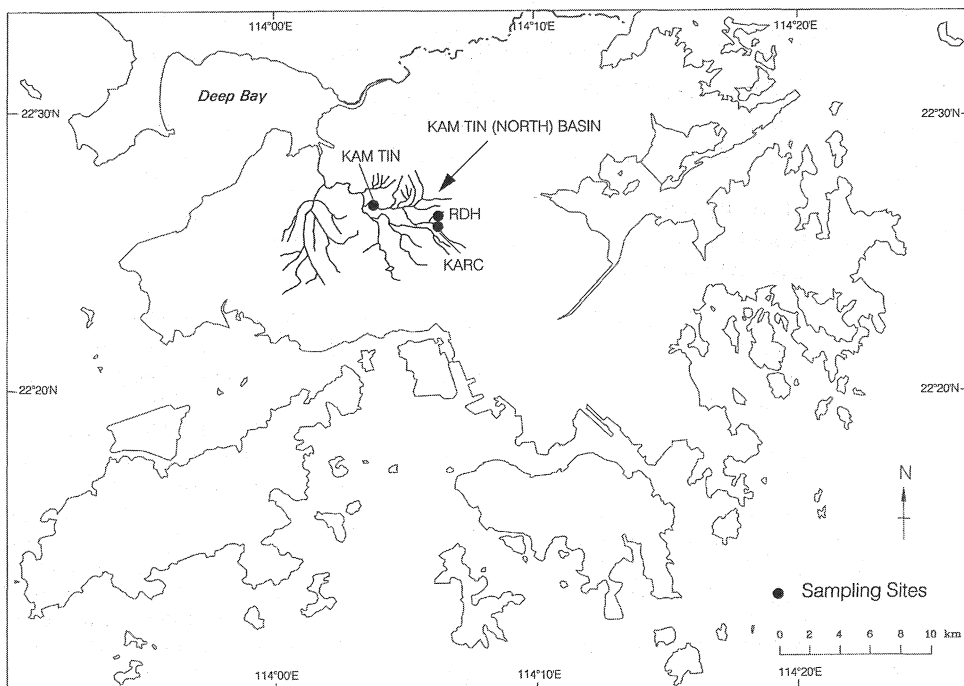 114°00'E
114°10'E
114°20'E
Deep Bay
22°30'N
22°30'N
KAM TIN (NORTH) BASIN
KAM TIN
RDH
KARC
22°20'N
22°20'N
N
Sampling Sites
0 2 4 6 8 10 km
114°00'E
114°10'E
114°20'E